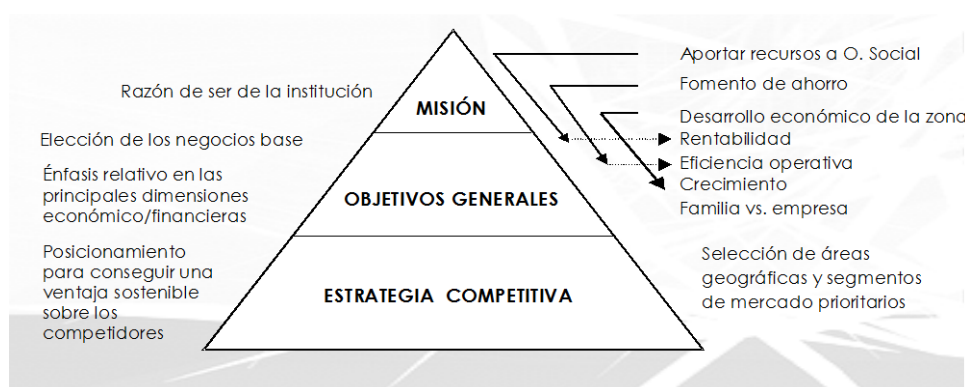 Razón de ser de la institución
Elección de los negocios base
Énfasis relativo en las
principales dimensiones
económico/financieras
Posicionamiento
para conseguir una
ventaja sostenible
sobre los
competidores
MISIÓN
OBJETIVOS GENERALES
ESTRATEGIA COMPETITIVA
Aportar recursos a O. Social
Fomento de ahorro
Desarrollo económico de la zona
Rentabilidad
Eficiencia operativa
Crecimiento
Familia vs. empresa
Selección de áreas
geográficas y segmentos
de mercado prioritarios